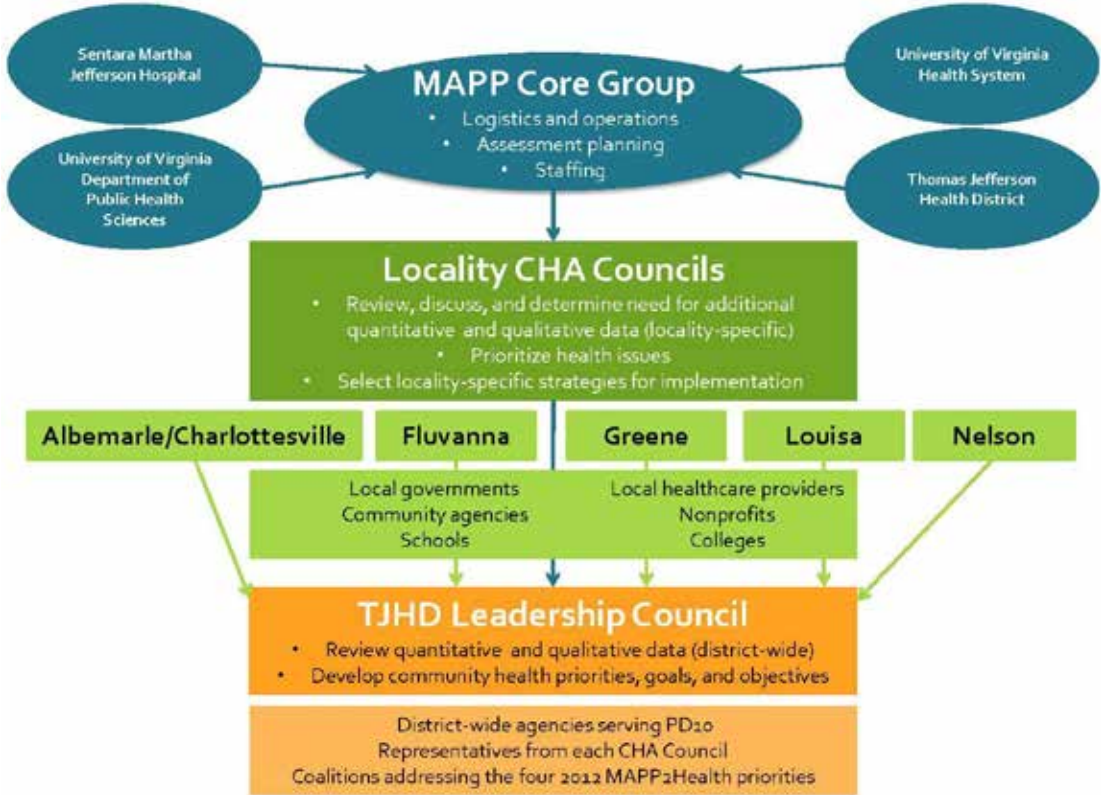 Sentara Martha
Jefferson Hospital
University of Virginia
Health System
MAPP Core Group
• Logistics and operations
• Assessment planning
• Staffing
University of Virginia
Department of
Public Health
Sciences
Thomas Jefferson
Health District
Locality CHA Councils
• Review, discuss, and determine need for additional
quantitative and qualitative data (locality-specific)
• Prioritize health issues
• Select locality-specific strategies for implementation
Albemarle/Charlottesville
Fluvanna
Greene
Louisa
Nelson
Local governments
Community agencies
Schools
Local healthcare providers
Nonprofits
Colleges
TJHD Leadership Council
• Review quantitative and qualitative data (district-wide)
• Develop community health priorities, goals, and objectives
District-wide agencies serving PD10
Representatives from each CHA Council
Coalitions addressing the four 2012 MAPP2Health priorities